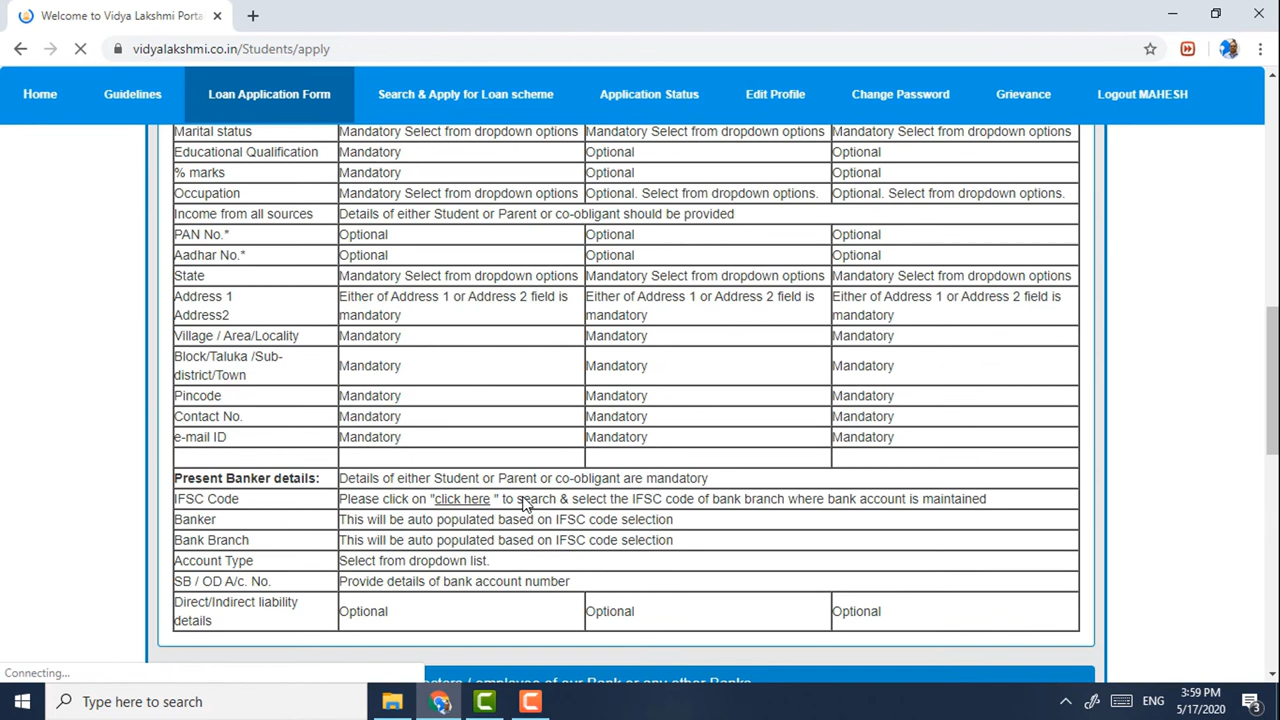 Welcome to Vidya Lakshmi Porta
vidyalakshmi.co.in/Students/apply
Home Guidelines Loan Application Form Search & Apply for Loan scheme Application Status Edit Profile Change Password Grievance Logout MAHESH
Marital status Mandatory Select from dropdown options Mandatory Select from dropdown options Mandatory Select from dropdown options
Educational Qualification Mandatory Optional Optional
% marks Mandatory Optional Optional
Occupation Mandatory Select from dropdown options Optional. Select from dropdown options. Optional. Select from dropdown options.
Income from all sources Details of either Student or Parent or co-obligant should be provided
PAN No.* Optional Optional Optional
Aadhar No.* Optional Optional Optional
State Mandatory Select from dropdown options Mandatory Select from dropdown options Mandatory Select from dropdown options
Address 1 Either of Address 1 or Address 2 field is Either of Address 1 or Address 2 field is Either of Address 1 or Address 2 field is
Address2 mandatory mandatory mandatory
Village / Area/Locality Mandatory Mandatory Mandatory
Block/Taluka /Sub-
district/Town Mandatory Mandatory Mandatory
Pincode Mandatory Mandatory Mandatory
Contact No. Mandatory Mandatory Mandatory
e-mail ID Mandatory Mandatory Mandatory
Present Banker details: Details of either Student or Parent or co-obligant are mandatory
IFSC Code Please click on "click here " to search & select the IFSC code of bank branch where bank account is maintained
Banker This will be auto populated based on IFSC code selection
Bank Branch This will be auto populated based on IFSC code selection
Account Type Select from dropdown list.
SB / OD A/c. No. Provide details of bank account number
Direct/Indirect liability
details Optional Optional Optional
Connecting...
/ employee of our Bank or any other Banks
Type here to search
ENG
3:59 PM
5/17/2020
3